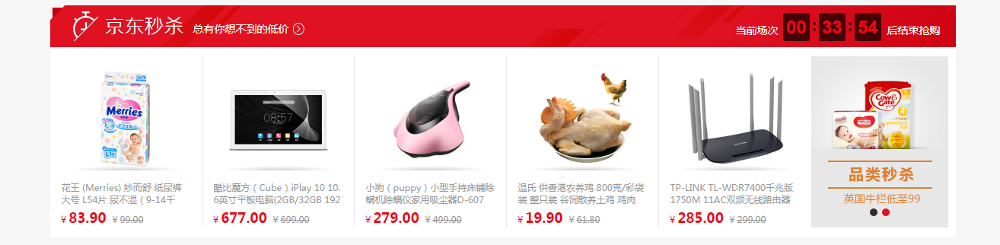 京东秒杀 总有你想不到的低价
当前场次 00 : 33 : 54 后结束抢购
Merries
L 54
08:57
TP-LINK
Cow & Gate
4
Huggies
品类秒杀
英国牛栏低至99
花王 (Merries) 妙而舒 纸尿裤
大号 L54片 尿不湿（9-14千
¥ 83.90 ¥ 99.00
酷比魔方（Cube）iPlay 10 10.
6英寸平板电脑(2GB/32GB 192
¥ 677.00 ¥ 699.00
小狗（puppy）小型手持床铺除
螨机除螨仪家用吸尘器D-607
¥ 279.00 ¥ 499.00
温氏 供香港农养鸡 800克/彩袋
装 整只装 谷饲散养土鸡 鸡肉
¥ 19.90 ¥ 61.80
TP-LINK TL-WDR7400千兆版
1750M 11AC双频无线路由器
¥ 285.00 ¥ 299.00